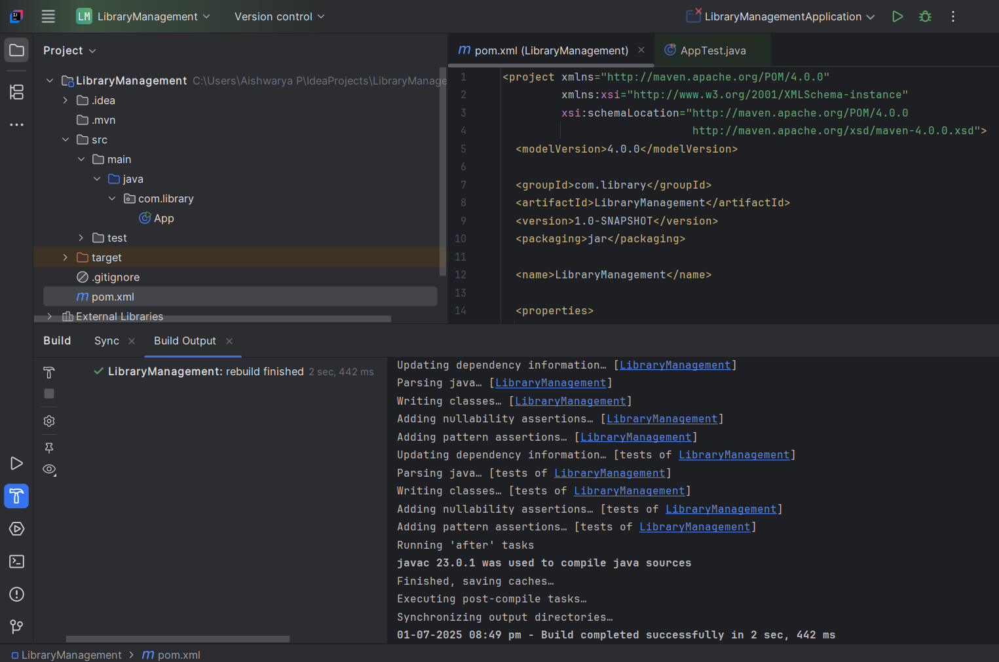 LM LibraryManagement Version control LibraryManagementApplication
Project
LibraryManagement C:\Users\Aishwarya P\IdeaProjects\LibraryManage
.idea
.mvn
src
main
java
com.library
App
test
target
.gitignore
pom.xml
External Libraries
pom.xml (LibraryManagement) AppTest.java
1 <project xmlns="http://maven.apache.org/POM/4.0.0"
2 xmlns:xsi="http://www.w3.org/2001/XMLSchema-instance"
3 xsi:schemaLocation="http://maven.apache.org/POM/4.0.0
4 http://maven.apache.org/xsd/maven-4.0.0.xsd">
5 <modelVersion>4.0.0</modelVersion>
6
7 <groupId>com.library</groupId>
8 <artifactId>LibraryManagement</artifactId>
9 <version>1.0-SNAPSHOT</version>
10 <packaging>jar</packaging>
11
12 <name>LibraryManagement</name>
13
14 <properties>
Build Sync Build Output
LibraryManagement: rebuild finished 2 sec, 442 ms
Updating dependency information… [LibraryManagement]
Parsing java… [LibraryManagement]
Writing classes… [LibraryManagement]
Adding nullability assertions… [LibraryManagement]
Adding pattern assertions… [LibraryManagement]
Updating dependency information… [tests of LibraryManagement]
Parsing java… [tests of LibraryManagement]
Writing classes… [tests of LibraryManagement]
Adding nullability assertions… [tests of LibraryManagement]
Adding pattern assertions… [tests of LibraryManagement]
Running 'after' tasks
javac 23.0.1 was used to compile java sources
Finished, saving caches…
Executing post-compile tasks…
Synchronizing output directories…
01-07-2025 08:49 pm - Build completed successfully in 2 sec, 442 ms
LibraryManagement > pom.xml